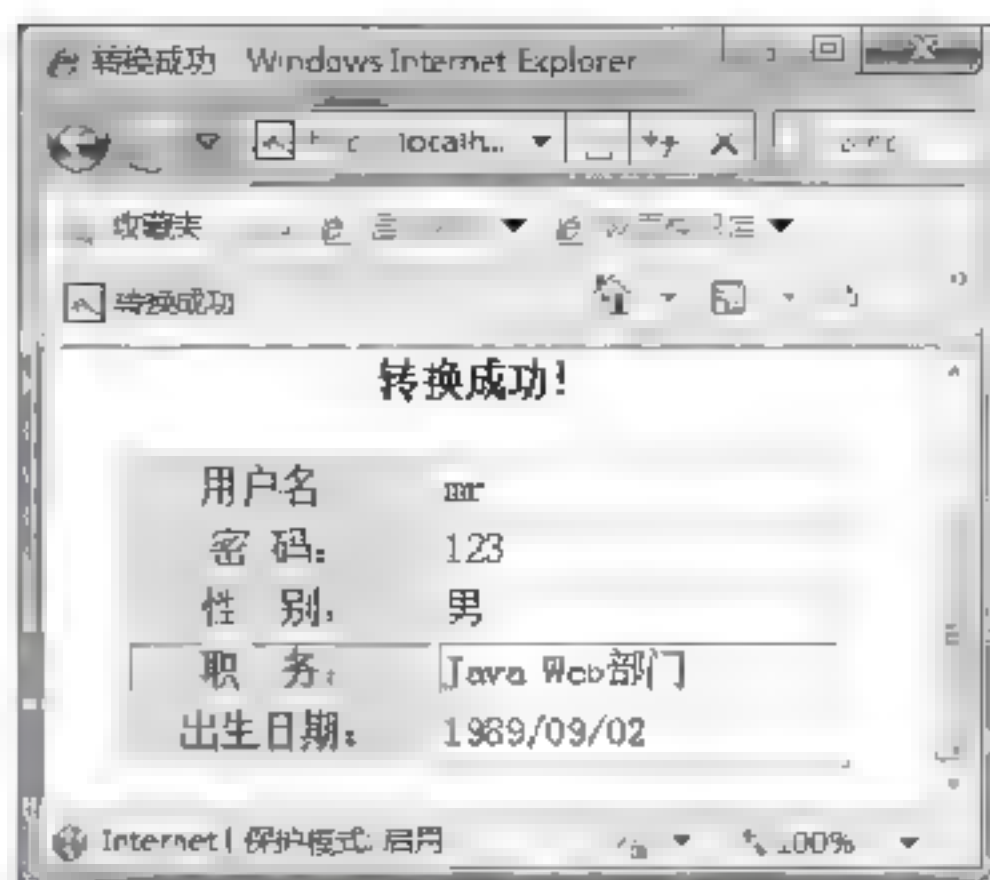 转换成功 Windows Internet Explorer
locath...
收藏夹
转换成功
转换成功!
用户名 mr
密 码: 123
性 别: 男
职 务: Java Web部门
出生日期: 1989/09/02
Internet | 保护模式: 启用 100%